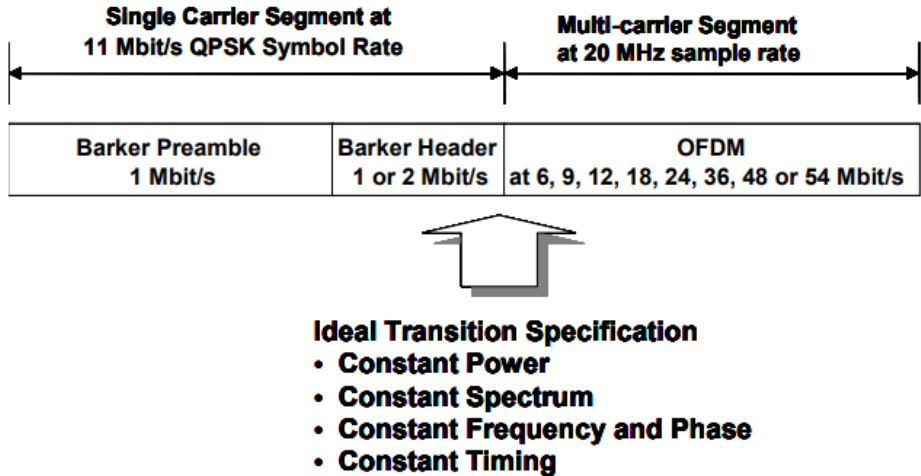 Single Carrier Segment at
11 Mbit/s QPSK Symbol Rate
Multi-carrier Segment
at 20 MHz sample rate
Barker Preamble
1 Mbit/s
Barker Header
1 or 2 Mbit/s
OFDM
at 6, 9, 12, 18, 24, 36, 48 or 54 Mbit/s
Ideal Transition Specification
• Constant Power
• Constant Spectrum
• Constant Frequency and Phase
• Constant Timing